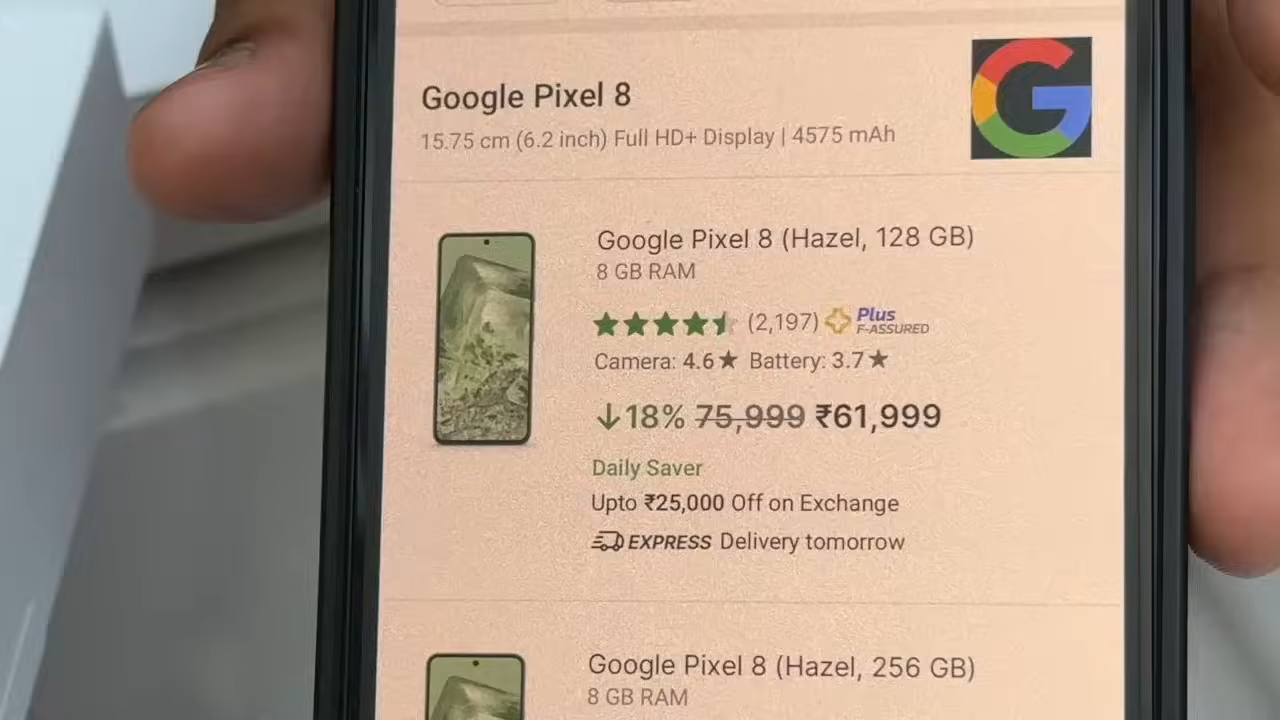 Google Pixel 8
15.75 cm (6.2 inch) Full HD+ Display | 4575 mAh
Google Pixel 8 (Hazel, 128 GB)
8 GB RAM
(2,197) Plus F-ASSURED
Camera: 4.6★ Battery: 3.7★
↓18% 75,999 ₹61,999
Daily Saver
Upto ₹25,000 Off on Exchange
EXPRESS Delivery tomorrow
Google Pixel 8 (Hazel, 256 GB)
8 GB RAM